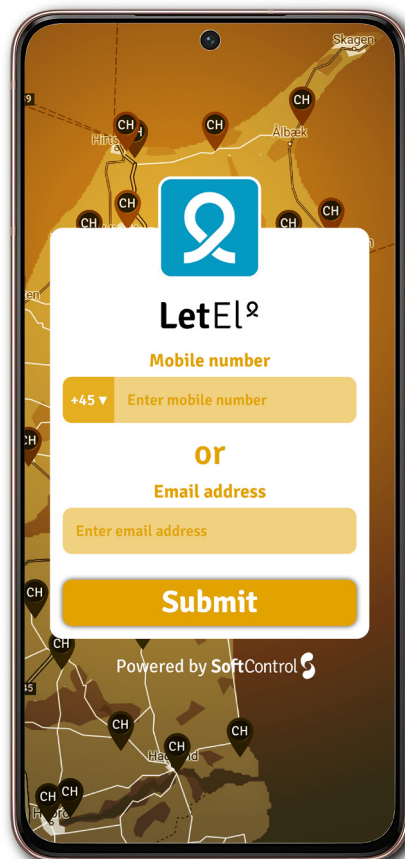 Skagen
CH
CH
CH
Ålbæk
CH
CH
CH
CH
LetEl
Mobile number
+45 ▼ Enter mobile number
or
Email address
Enter email address
Submit
CH
CH
CH
Powered by SoftControl
CH
CH
CH
CH
CH